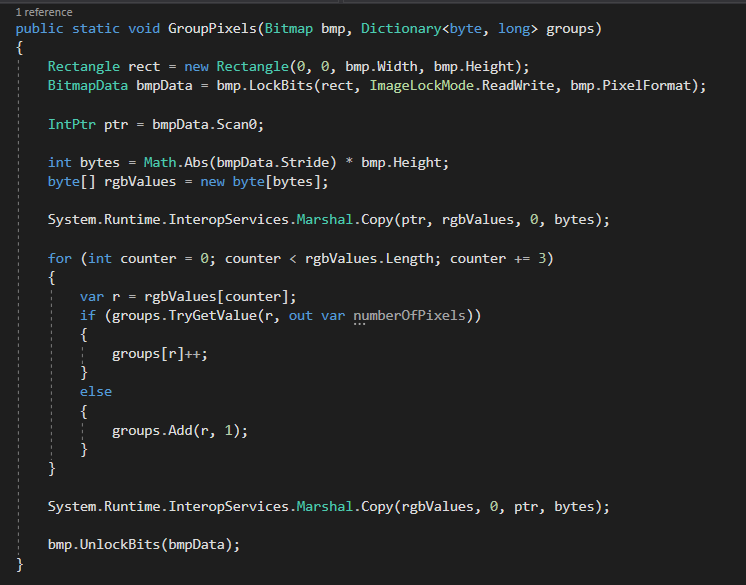 1 reference
public static void GroupPixels(Bitmap bmp, Dictionary<byte, long> groups)
{
    Rectangle rect = new Rectangle(0, 0, bmp.Width, bmp.Height);
    BitmapData bmpData = bmp.LockBits(rect, ImageLockMode.ReadWrite, bmp.PixelFormat);

    IntPtr ptr = bmpData.Scan0;

    int bytes = Math.Abs(bmpData.Stride) * bmp.Height;
    byte[] rgbValues = new byte[bytes];

    System.Runtime.InteropServices.Marshal.Copy(ptr, rgbValues, 0, bytes);

    for (int counter = 0; counter < rgbValues.Length; counter += 3)
    {
        var r = rgbValues[counter];
        if (groups.TryGetValue(r, out var numberOfPixels))
        {
            groups[r]++;
        }
        else
        {
            groups.Add(r, 1);
        }
    }

    System.Runtime.InteropServices.Marshal.Copy(rgbValues, 0, ptr, bytes);

    bmp.UnlockBits(bmpData);
}